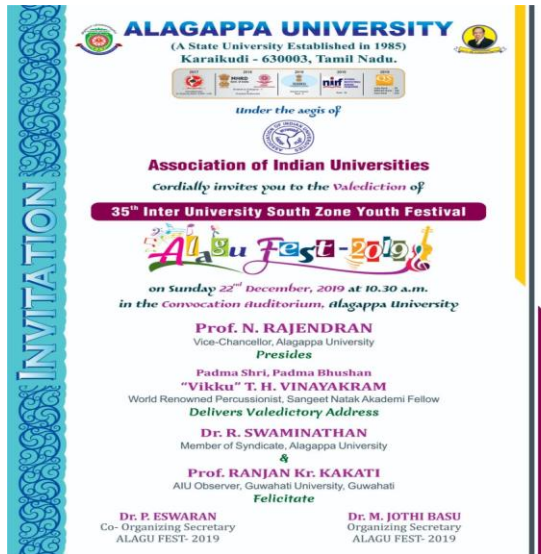 ALAGAPPA UNIVERSITY
(A State University Established in 1985)
Karaikudi - 630003, Tamil Nadu.
Under the aegis of
Association of Indian Universities
Cordially invites you to the Valediction of
35th Inter University South Zone Youth Festival
Alagu Fest-2019
on Sunday 22nd December, 2019 at 10.30 a.m.
in the Convocation Auditorium, Alagappa University
Prof. N. RAJENDRAN
Vice-Chancellor, Alagappa University
Presides
Padma Shri, Padma Bhushan
"Vikku" T. H. VINAYAKRAM
World Renowned Percussionist, Sangeet Natak Akademi Fellow
Delivers Valedictory Address
Dr. R. SWAMINATHAN
Member of Syndicate, Alagappa University
&
Prof. RANJAN Kr. KAKATI
AIU Observer, Guwahati University, Guwahati
Felicitate
Dr. P. ESWARAN
Co- Organizing Secretary
ALAGU FEST- 2019
Dr. M. JOTHI BASU
Organizing Secretary
ALAGU FEST- 2019
INVITATION